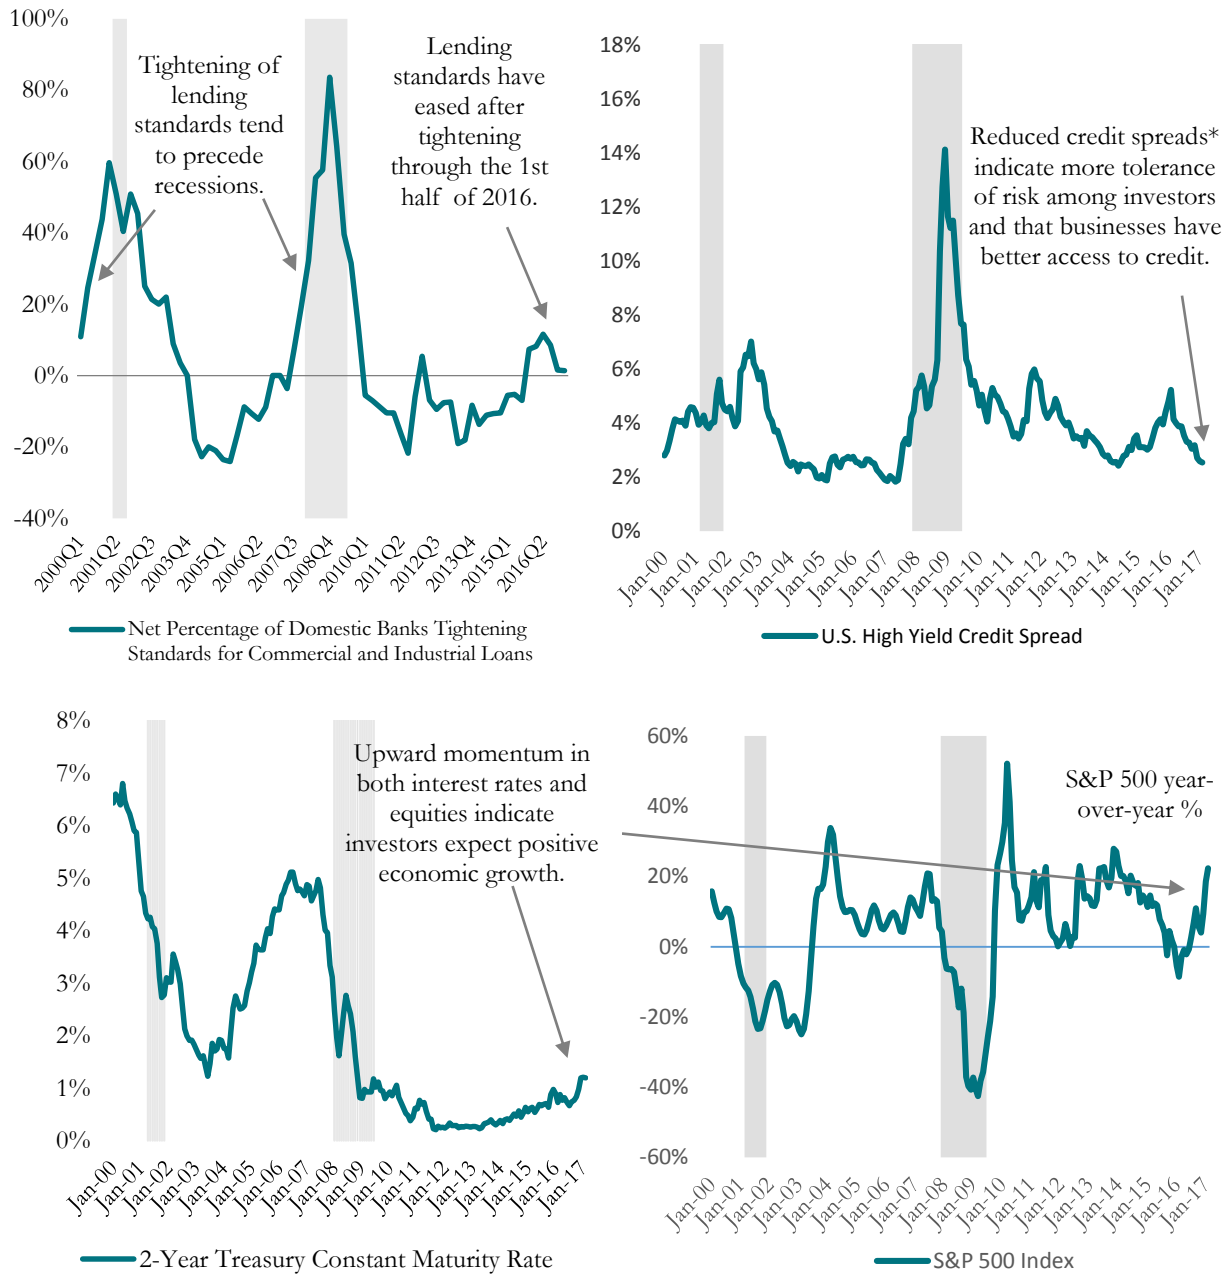 100%
80%
60%
40%
20%
0%
-20%
-40%
Tightening of
lending
standards tend
to precede
recessions.
Lending
standards have
eased after
tightening
through the 1st
half of 2016.
2000Q1
2001Q2
2002Q3
2003Q4
2005Q1
2006Q2
2007Q3
2008Q4
2010Q1
2011Q2
2012Q3
2013Q4
2015Q1
2016Q2
Net Percentage of Domestic Banks Tightening
Standards for Commercial and Industrial Loans
18%
16%
14%
12%
10%
8%
6%
4%
2%
0%
Reduced credit spreads*
indicate more tolerance
of risk among investors
and that businesses have
better access to credit.
Jan-00
Jan-01
Jan-02
Jan-03
Jan-04
Jan-05
Jan-06
Jan-07
Jan-08
Jan-09
Jan-10
Jan-11
Jan-12
Jan-13
Jan-14
Jan-15
Jan-16
Jan-17
U.S. High Yield Credit Spread
8%
7%
6%
5%
4%
3%
2%
1%
0%
Upward momentum in
both interest rates and
equities indicate
investors expect positive
economic growth.
Jan-00
Jan-01
Jan-02
Jan-03
Jan-04
Jan-05
Jan-06
Jan-07
Jan-08
Jan-09
Jan-10
Jan-11
Jan-12
Jan-13
Jan-14
Jan-15
Jan-16
Jan-17
2-Year Treasury Constant Maturity Rate
60%
40%
20%
0%
-20%
-40%
-60%
S&P 500 year-
over-year %
Jan-00
Jan-01
Jan-02
Jan-03
Jan-04
Jan-05
Jan-06
Jan-07
Jan-08
Jan-09
Jan-10
Jan-11
Jan-12
Jan-13
Jan-14
Jan-15
Jan-16
Jan-17
S&P 500 Index